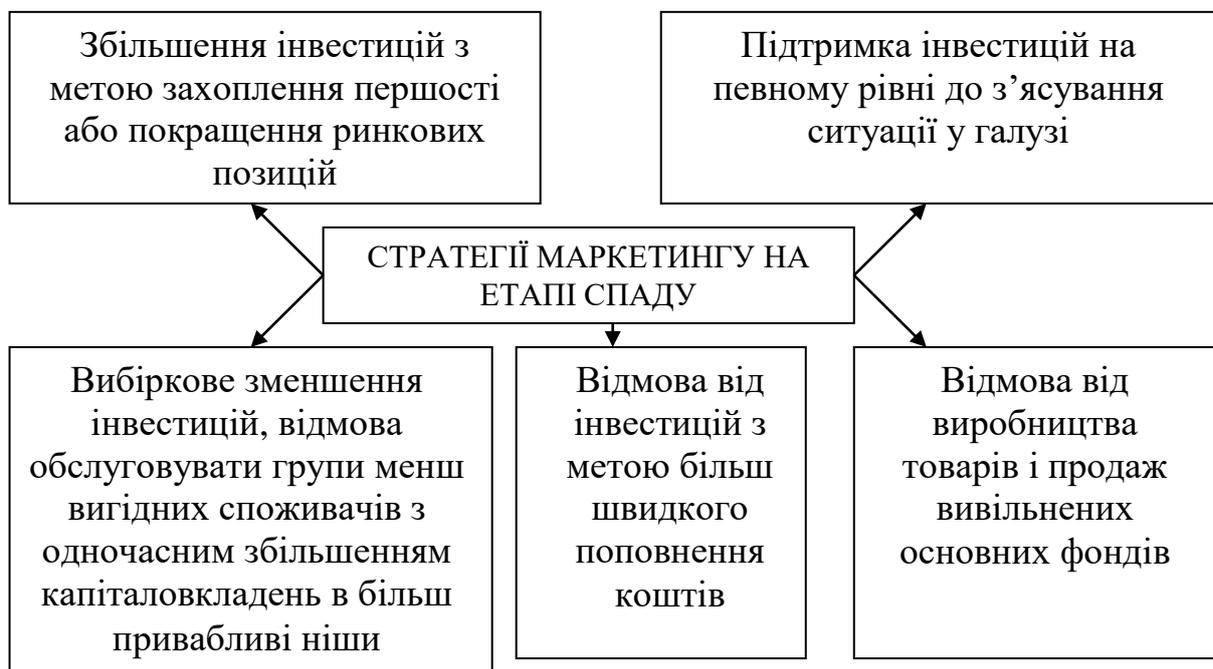 Збільшення інвестицій з
метою захоплення першості
або покращення ринкових
позицій
Підтримка інвестицій на
певному рівні до з’ясування
ситуації у галузі
СТРАТЕГІЇ МАРКЕТИНГУ НА
ЕТАПІ СПАДУ
Вибіркове зменшення
інвестицій, відмова
обслуговувати групи менш
вигідних споживачів з
одночасним збільшенням
капіталовкладень в більш
привабливі ніши
Відмова від
інвестицій з
метою більш
швидкого
поповнення
коштів
Відмова від
виробництва
товарів і продаж
вивільнених
основних фондів